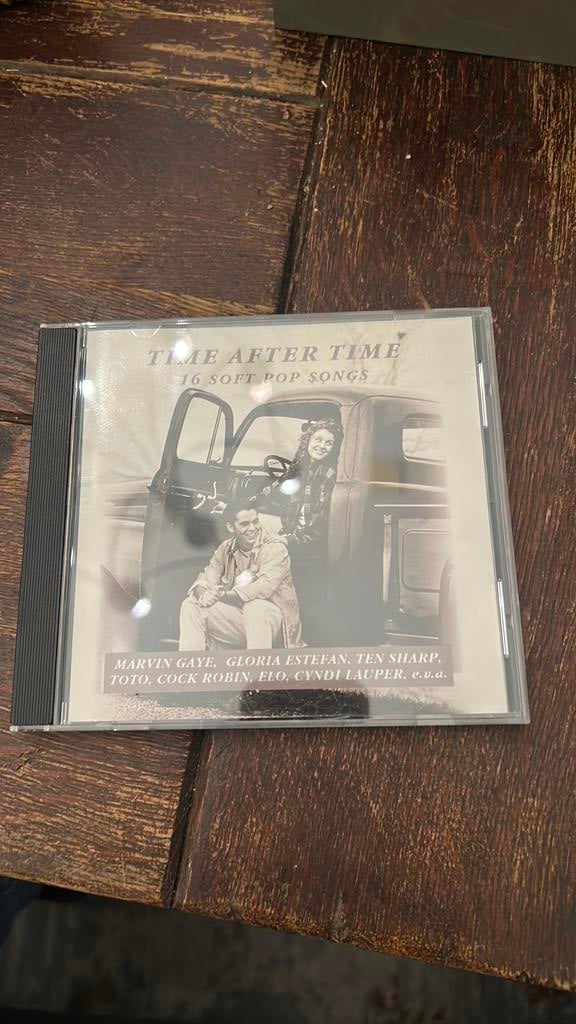 TIME AFTER TIME
16 SOFT POP SONGS
MARVIN GAYE, GLORIA ESTEFAN, TEN SHARP,
TOTO, COCK ROBIN, ELO, CYNDI LAUPER, e.v.a.